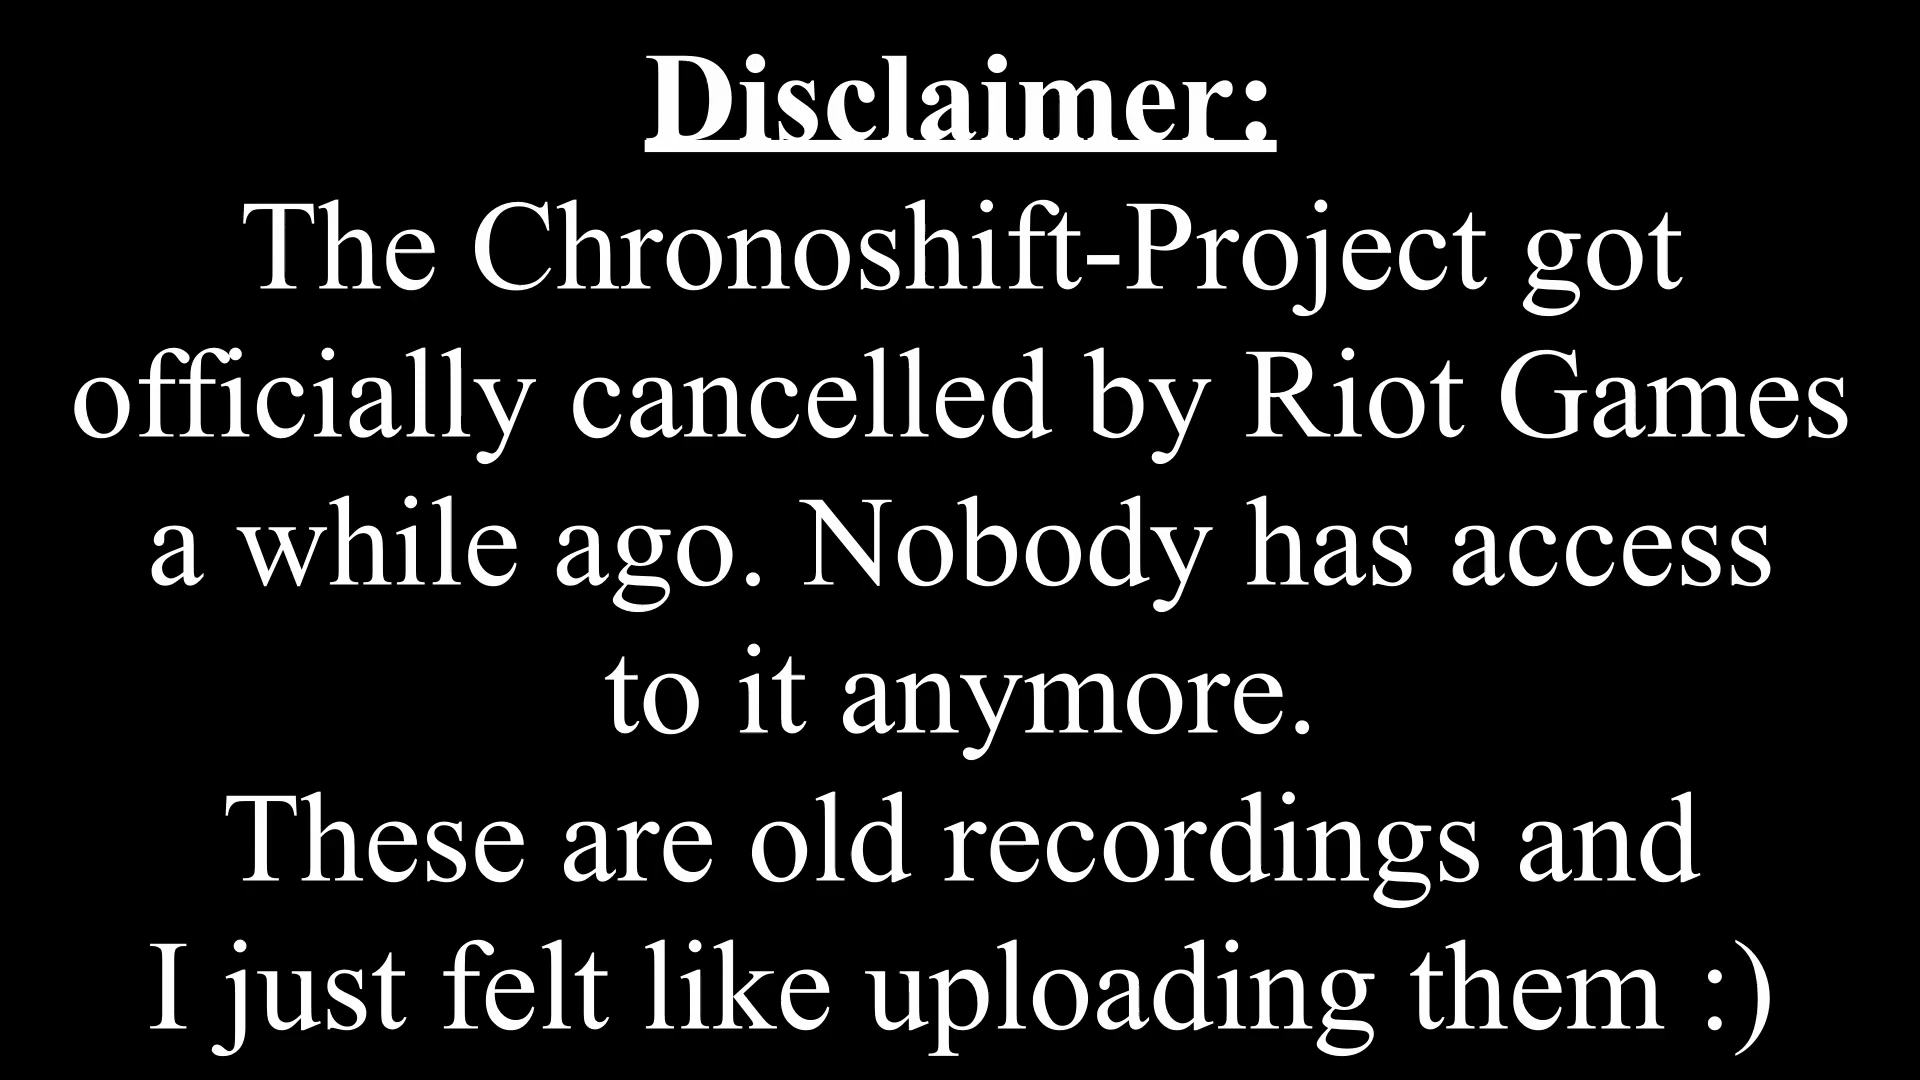 Disclaimer:
The Chronoshift-Project got
officially cancelled by Riot Games
a while ago. Nobody has access
to it anymore.
These are old recordings and
I just felt like uploading them :)